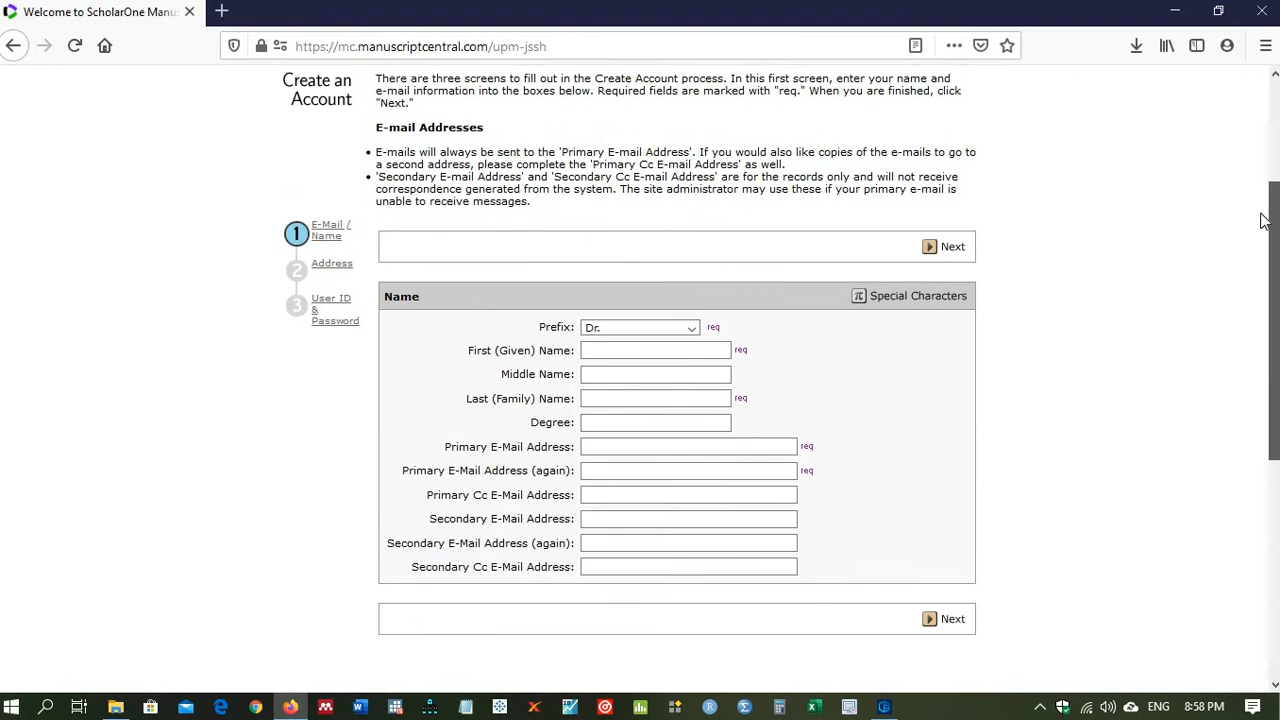 Welcome to ScholarOne Manus
https://mc.manuscriptcentral.com/upm-jssh
Create an
Account
There are three screens to fill out in the Create Account process. In this first screen, enter your name and
e-mail information into the boxes below. Required fields are marked with "req." When you are finished, click
"Next."
E-mail Addresses
• E-mails will always be sent to the 'Primary E-mail Address'. If you would also like copies of the e-mails to go to
a second address, please complete the 'Primary Cc E-mail Address' as well.
• 'Secondary E-mail Address' and 'Secondary Cc E-mail Address' are for the records only and will not receive
correspondence generated from the system. The site administrator may use these if your primary e-mail is
unable to receive messages.
1 E-Mail /
Name
2 Address
3 User ID
&
Password
Next
Name
π Special Characters
Prefix: Dr. req
First (Given) Name: req
Middle Name:
Last (Family) Name: req
Degree:
Primary E-Mail Address: req
Primary E-Mail Address (again): req
Primary Cc E-Mail Address:
Secondary E-Mail Address:
Secondary E-Mail Address (again):
Secondary Cc E-Mail Address:
Next
ENG 8:58 PM